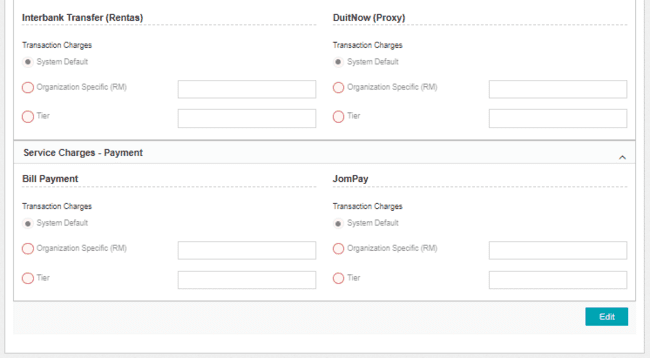 Interbank Transfer (Rentas)
DuitNow (Proxy)
Transaction Charges
Transaction Charges
System Default
System Default
Organization Specific (RM)
Organization Specific (RM)
Tier
Tier
Service Charges - Payment
Bill Payment
JomPay
Transaction Charges
Transaction Charges
System Default
System Default
Organization Specific (RM)
Organization Specific (RM)
Tier
Tier
Edit